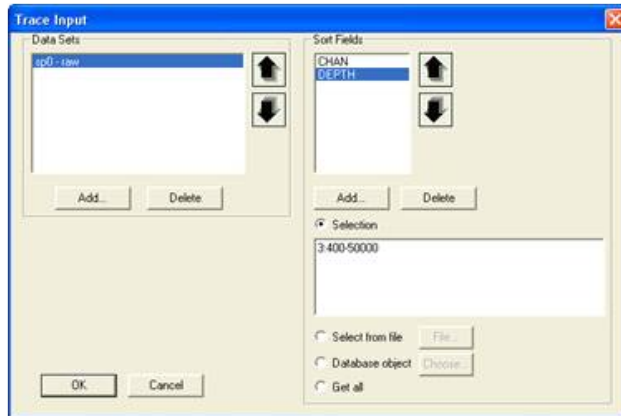 Trace Input
Data Sets
sp0 - raw
Add...
Delete
Sort Fields
CHAN
DEPTH
Add...
Delete
Selection
3:400-50000
Select from file
File...
Database object
Choose...
Get all
OK
Cancel